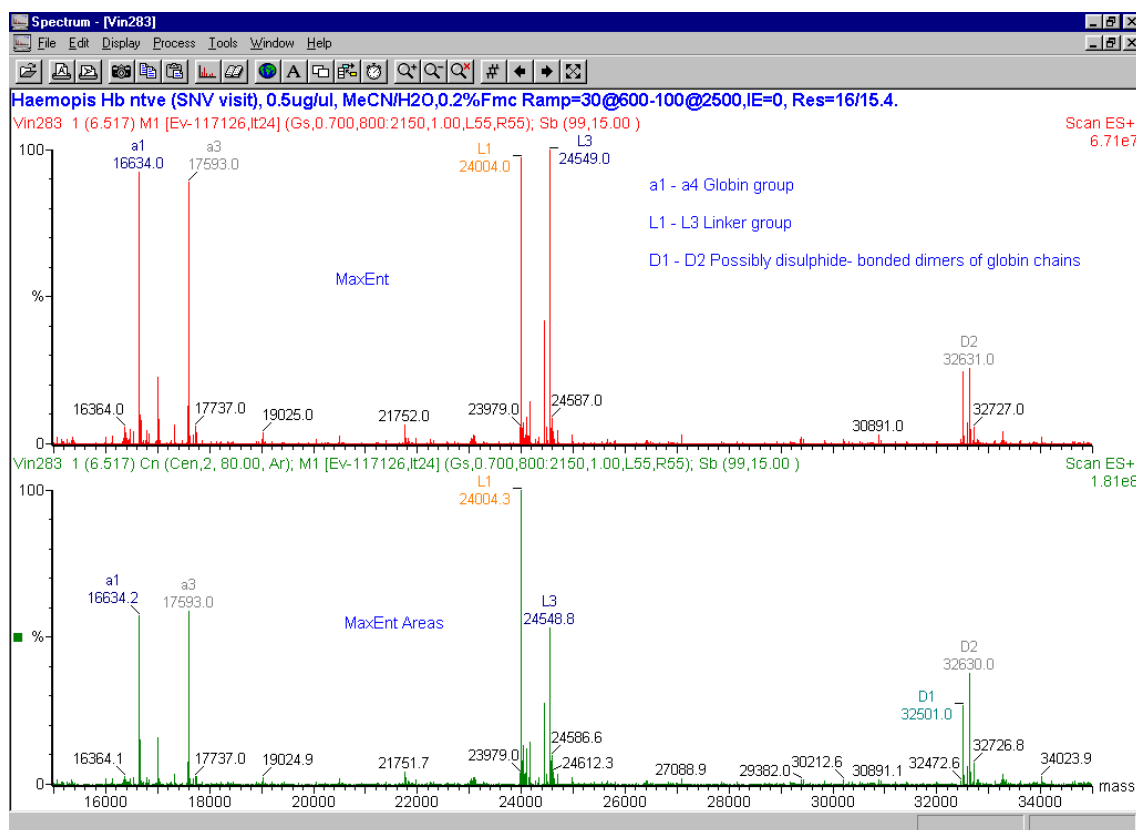 Spectrum - [Vin283]
File Edit Display Process Tools Window Help
Haemopis Hb ntve (SNV visit), 0.5ug/ul, MeCN/H2O,0.2%Fmc Ramp=30@600-100@2500,IE=0, Res=16/15.4.
Vin283 1 (6.517) M1 [Ev-117126,It24] (Gs,0.700,800:2150,1.00,L55,R55); Sb (99,15.00 ) Scan ES+
6.71e7
100
%
0
a1
16634.0
a3
17593.0
L1
24004.0
L3
24549.0
a1 - a4 Globin group
L1 - L3 Linker group
D1 - D2 Possibly disulphide- bonded dimers of globin chains
MaxEnt
D2
32631.0
16364.0
17737.0
19025.0
21752.0
23979.0
24587.0
30891.0
32727.0
Vin283 1 (6.517) Cn (Cen,2, 80.00, Ar); M1 [Ev-117126,It24] (Gs,0.700,800:2150,1.00,L55,R55); Sb (99,15.00 ) Scan ES+
1.81e8
100
%
0
L1
24004.3
a1
16634.2
a3
17593.0
L3
24548.8
MaxEnt Areas
D2
32630.0
D1
32501.0
16364.1
17737.0
19024.9
21751.7
23979.0
24586.6
24612.3
27088.9
29382.0
30212.6
30891.1
32472.6
32726.8
34023.9
mass
16000 18000 20000 22000 24000 26000 28000 30000 32000 34000